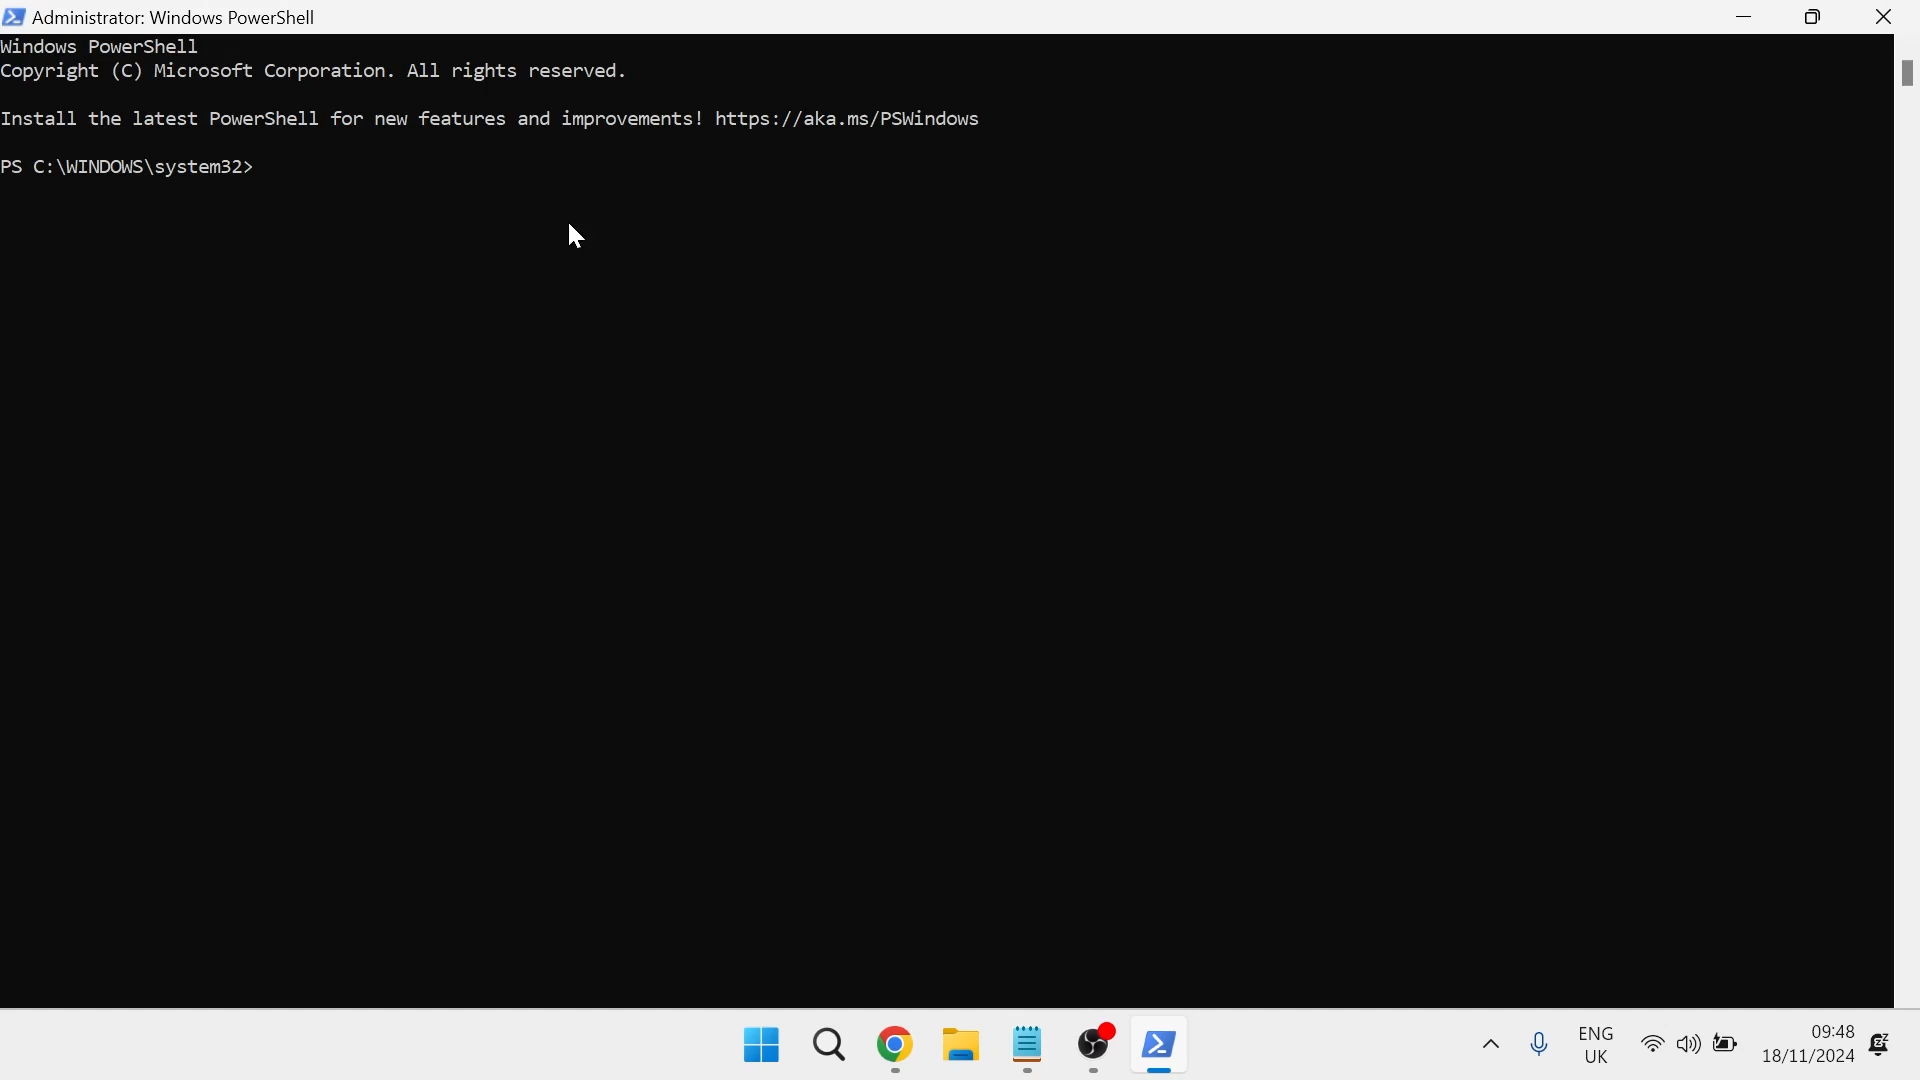 Administrator: Windows PowerShell
Windows PowerShell
Copyright (C) Microsoft Corporation. All rights reserved.
Install the latest PowerShell for new features and improvements! https://aka.ms/PSWindows
PS C:\WINDOWS\system32>
ENG
UK
09:48
18/11/2024